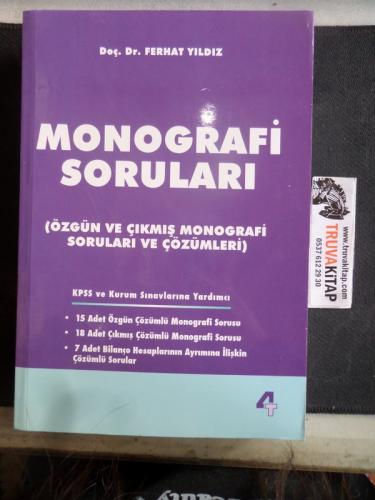 Doç. Dr. FERHAT YILDIZ
MONOGRAFİ
SORULARI
(ÖZGÜN VE ÇIKMIŞ MONOGRAFİ
SORULARI VE ÇÖZÜMLERİ)
KPSS ve Kurum Sınavlarına Yardımcı
• 15 Adet Özgün Çözümlü Monografi Sorusu
• 18 Adet Çıkmış Çözümlü Monografi Sorusu
• 7 Adet Bilanço Hesaplarının Ayrımına İlişkin
Çözümlü Sorular
4T
www.truvakitap.com
TRUVAKİTAP
0537 612 29 30